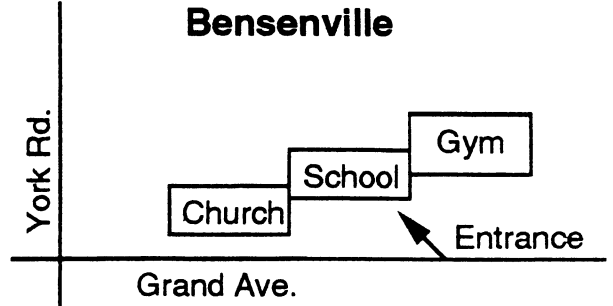 Bensenville
York Rd.
Gym
School
Church
Entrance
Grand Ave.